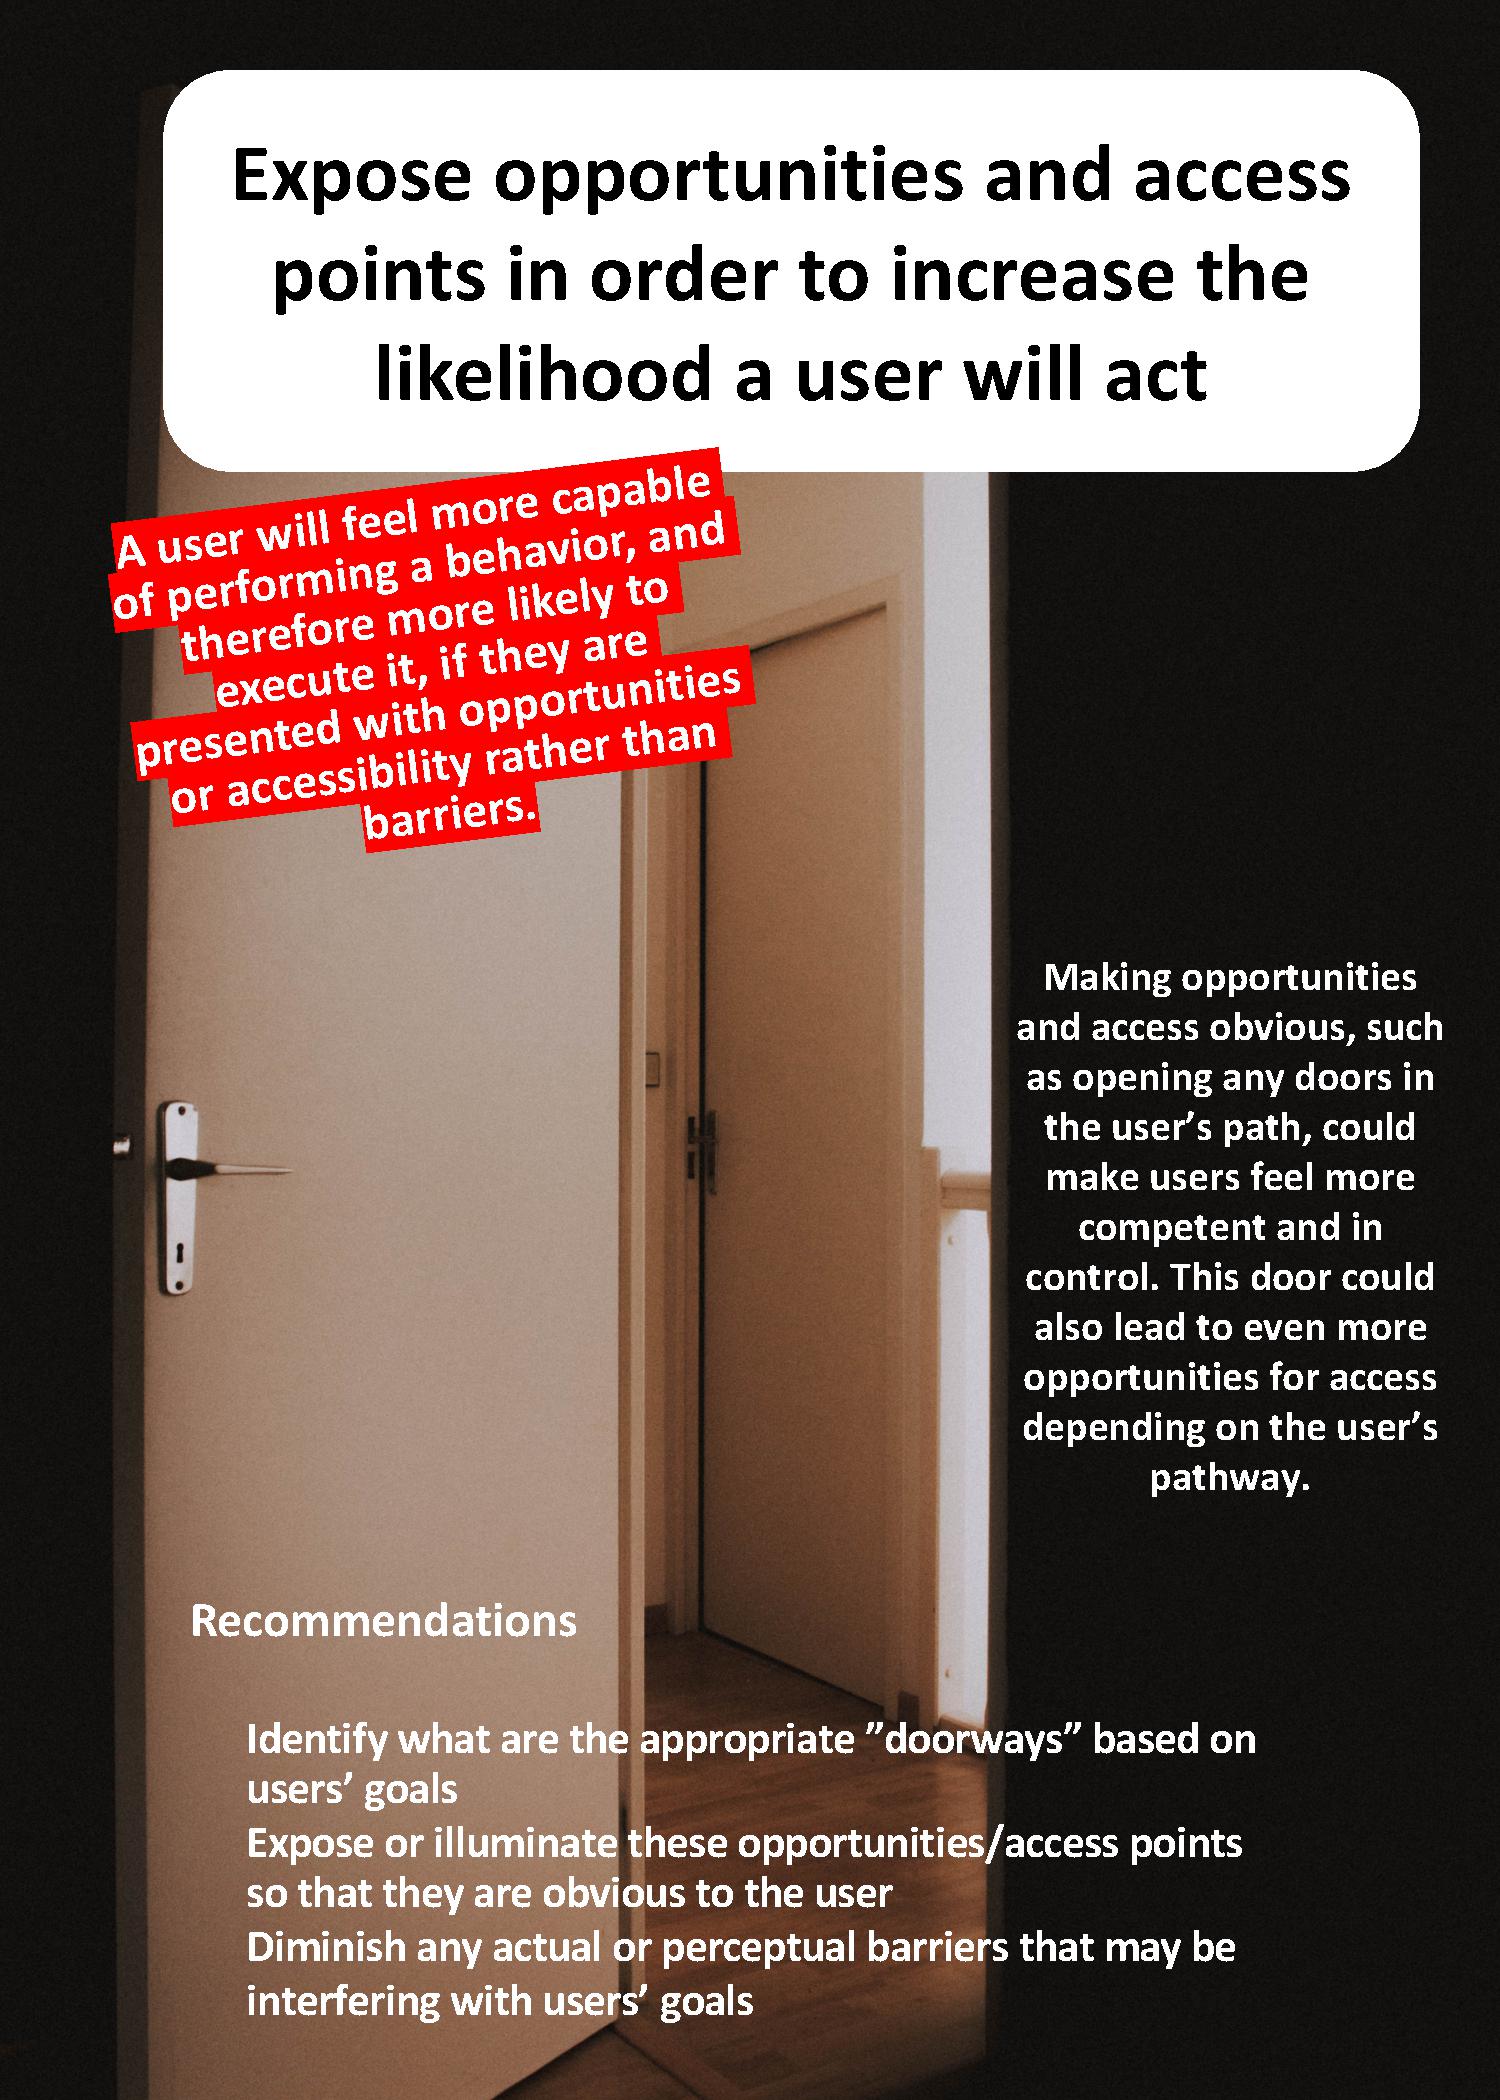 Expose opportunities and access
points in order to increase the
likelihood a user will act
A user will feel more capable
of performing a behavior, and
therefore more likely to
execute it, if they are
presented with opportunities
or accessibility rather than
barriers.
Making opportunities
and access obvious, such
as opening any doors in
the user’s path, could
make users feel more
competent and in
control. This door could
also lead to even more
opportunities for access
depending on the user’s
pathway.
Recommendations
Identify what are the appropriate ”doorways” based on
users’ goals
Expose or illuminate these opportunities/access points
so that they are obvious to the user
Diminish any actual or perceptual barriers that may be
interfering with users’ goals